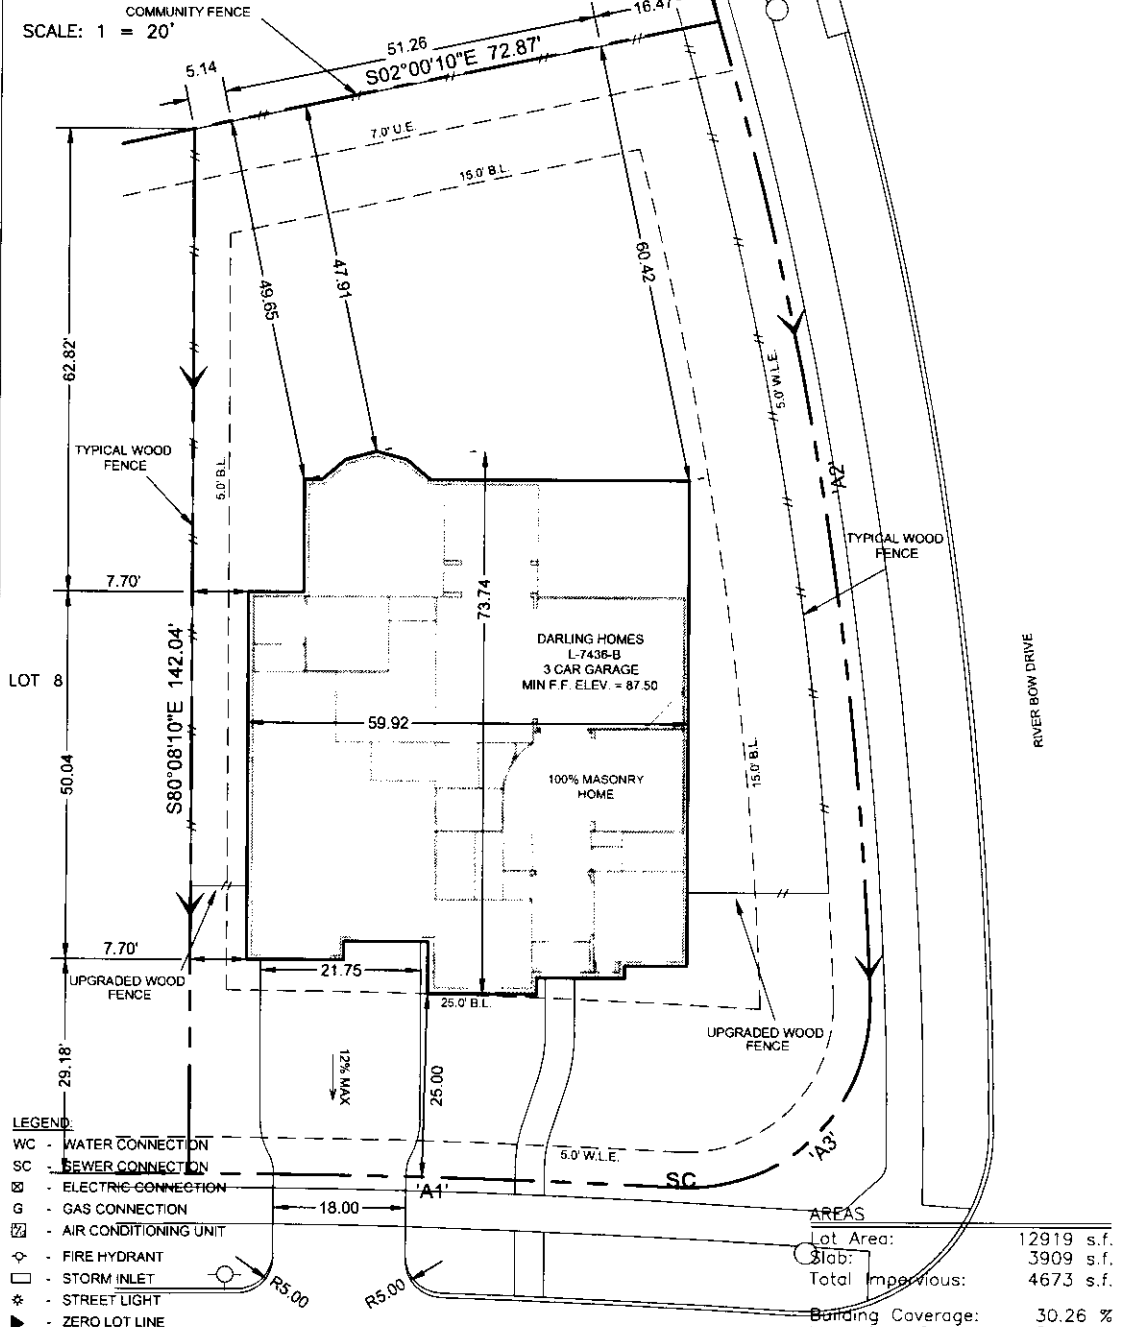 COMMUNITY FENCE
SCALE: 1 = 20'
16.47
51.26
S02°00'10"E 72.87'
5.14
7.0' U.E.
15.0' B.L.
49.65
47.91
60.42
62.82'
5.0' W.L.E.
TYPICAL WOOD
FENCE
5.0' B.L.
'A2'
TYPICAL WOOD
FENCE
7.70'
73.74
DARLING HOMES
L-7436-B
3 CAR GARAGE
MIN F.F. ELEV. = 87.50
LOT 8
S80°08'10"E 142.04'
RIVER BOW DRIVE
59.92
50.04
100% MASONRY
HOME
15.0' B.L.
7.70'
21.75
UPGRADED WOOD
FENCE
25.0' B.L.
UPGRADED WOOD
FENCE
29.18'
12% MAX
25.00
LEGEND:
WC - WATER CONNECTION
SC - SEWER CONNECTION
- ELECTRIC CONNECTION
G - GAS CONNECTION
- AIR CONDITIONING UNIT
- FIRE HYDRANT
- STORM INLET
- STREET LIGHT
- ZERO LOT LINE
5.0' W.L.E.
'A3'
SC
'A1'
18.00
R5.00
R5.00
AREAS
Lot Area: 12919 s.f.
Slab: 3909 s.f.
Total Impervious: 4673 s.f.
Building Coverage: 30.26 %